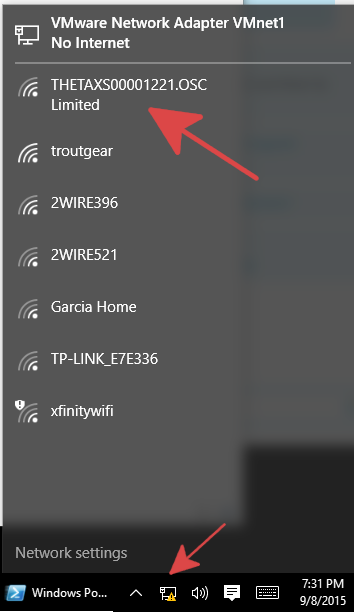 VMware Network Adapter VMnet1
No Internet
THETAXS00001221.OSC
Limited
troutgear
2WIRE396
2WIRE521
Garcia Home
TP-LINK_E7E336
xfinitywifi
Network settings
Windows Po...
7:31 PM
9/8/2015